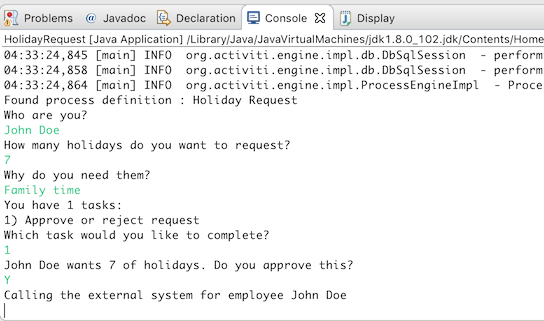 Problems @ Javadoc Declaration Console Display
HolidayRequest [Java Application] /Library/Java/JavaVirtualMachines/jdk1.8.0_102.jdk/Contents/Home
04:33:24,845 [main] INFO org.activiti.engine.impl.db.DbSqlSession - perform
04:33:24,858 [main] INFO org.activiti.engine.impl.db.DbSqlSession - perform
04:33:24,864 [main] INFO org.activiti.engine.impl.ProcessEngineImpl - Proce
Found process definition : Holiday Request
Who are you?
John Doe
How many holidays do you want to request?
7
Why do you need them?
Family time
You have 1 tasks:
1) Approve or reject request
Which task would you like to complete?
1
John Doe wants 7 of holidays. Do you approve this?
Y
Calling the external system for employee John Doe